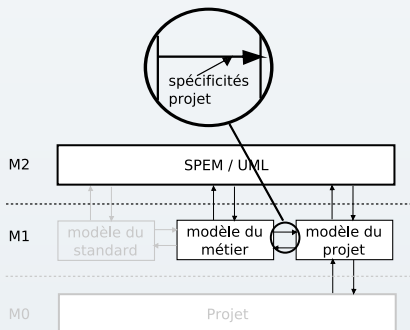 spécificités
projet
M2
SPEM / UML
M1
modèle du
standard
modèle du
métier
modèle du
projet
M0
Projet